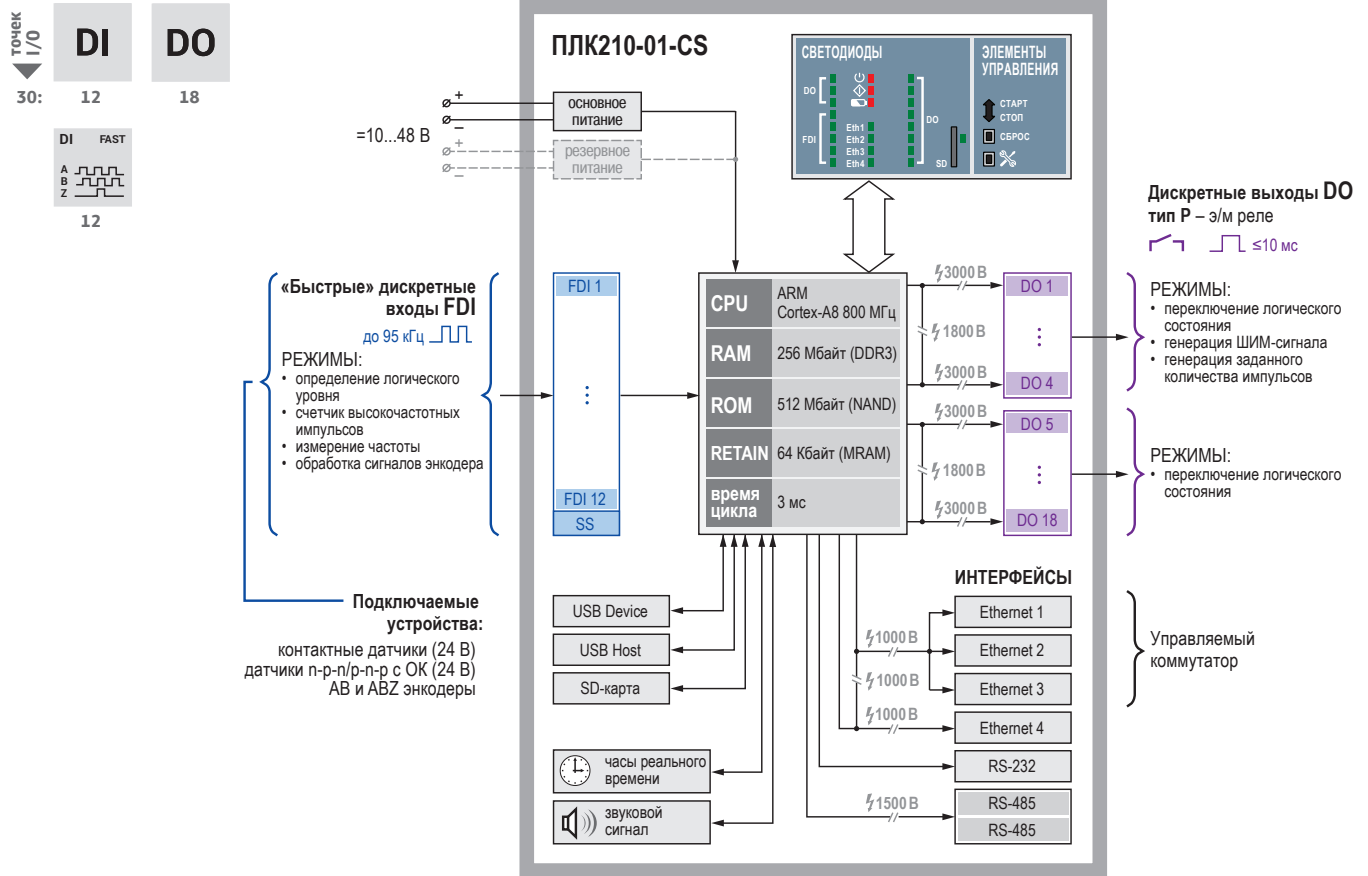 точек
I/O
DI
DO
30:
12
18
DI FAST
A
B
Z
12
ПЛК210-01-CS
+
–
=10...48 В
+
–
основное
питание
резервное
питание
СВЕТОДИОДЫ
DO
FDI
Eth1
Eth2
Eth3
Eth4
DO
SD
ЭЛЕМЕНТЫ
УПРАВЛЕНИЯ
СТАРТ
СТОП
СБРОС
«Быстрые» дискретные
входы FDI
до 95 кГц
РЕЖИМЫ:
• определение логического
уровня
• счетчик высокочастотных
импульсов
• измерение частоты
• обработка сигналов энкодера
Подключаемые
устройства:
контактные датчики (24 В)
датчики n-p-n/p-n-p с ОК (24 В)
AB и ABZ энкодеры
FDI 1
FDI 12
SS
CPU
ARM
Cortex-A8 800 МГц
RAM
256 Мбайт (DDR3)
ROM
512 Мбайт (NAND)
RETAIN
64 Кбайт (MRAM)
время
цикла
3 мс
3000 В
1800 В
3000 В
3000 В
1800 В
3000 В
DO 1
DO 4
DO 5
DO 18
Дискретные выходы DO
тип Р – э/м реле
≤10 мс
РЕЖИМЫ:
• переключение логического
состояния
• генерация ШИМ-сигнала
• генерация заданного
количества импульсов
РЕЖИМЫ:
• переключение логического
состояния
USB Device
USB Host
SD-карта
часы реального
времени
звуковой
сигнал
ИНТЕРФЕЙСЫ
1000 В
1000 В
1000 В
1500 В
Ethernet 1
Ethernet 2
Ethernet 3
Ethernet 4
RS-232
RS-485
RS-485
Управляемый
коммутатор